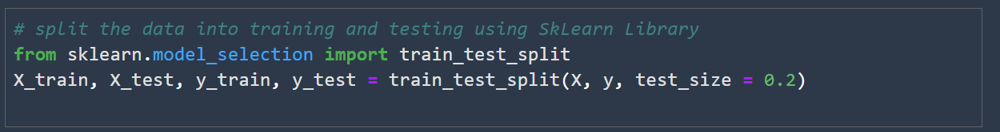 # split the data into training and testing using SkLearn Library
from sklearn.model_selection import train_test_split
X_train, X_test, y_train, y_test = train_test_split(X, y, test_size = 0.2)